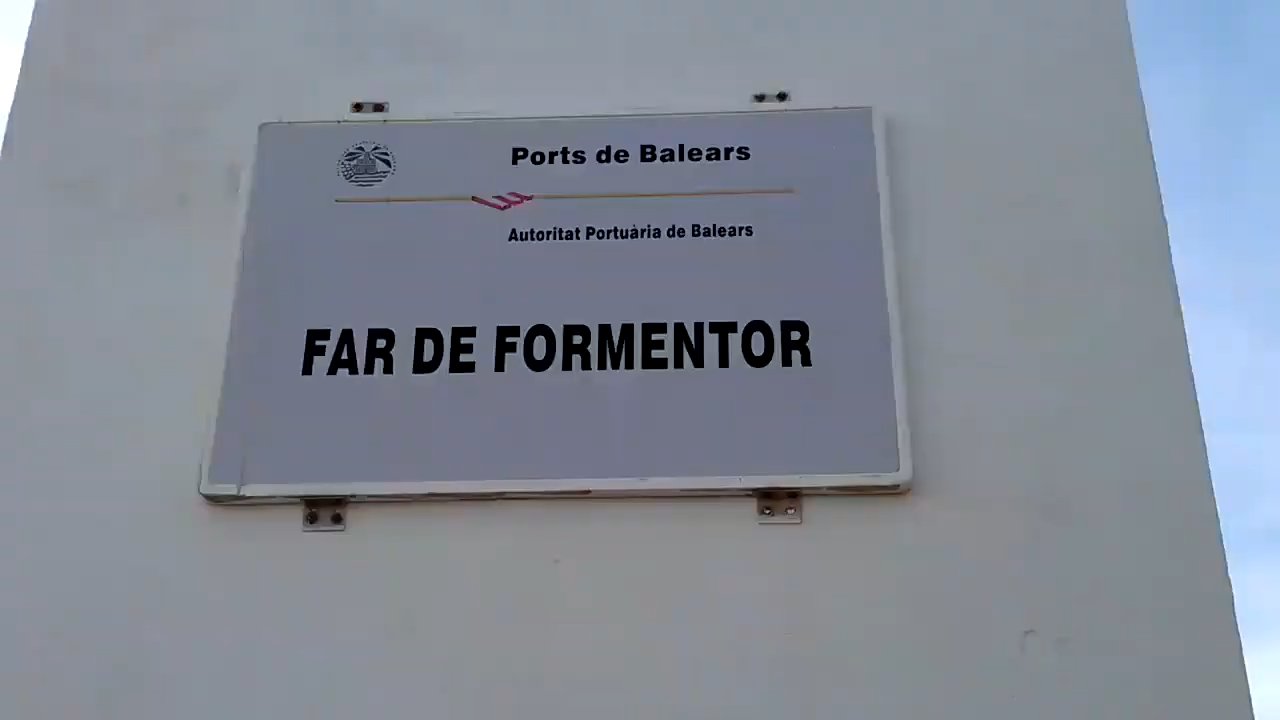 Ports de Balears
Autoritat Portuària de Balears
FAR DE FORMENTOR